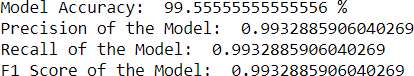 Model Accuracy:  99.55555555555556 %
Precision of the Model:  0.9932885906040269
Recall of the Model:  0.9932885906040269
F1 Score of the Model:  0.9932885906040269